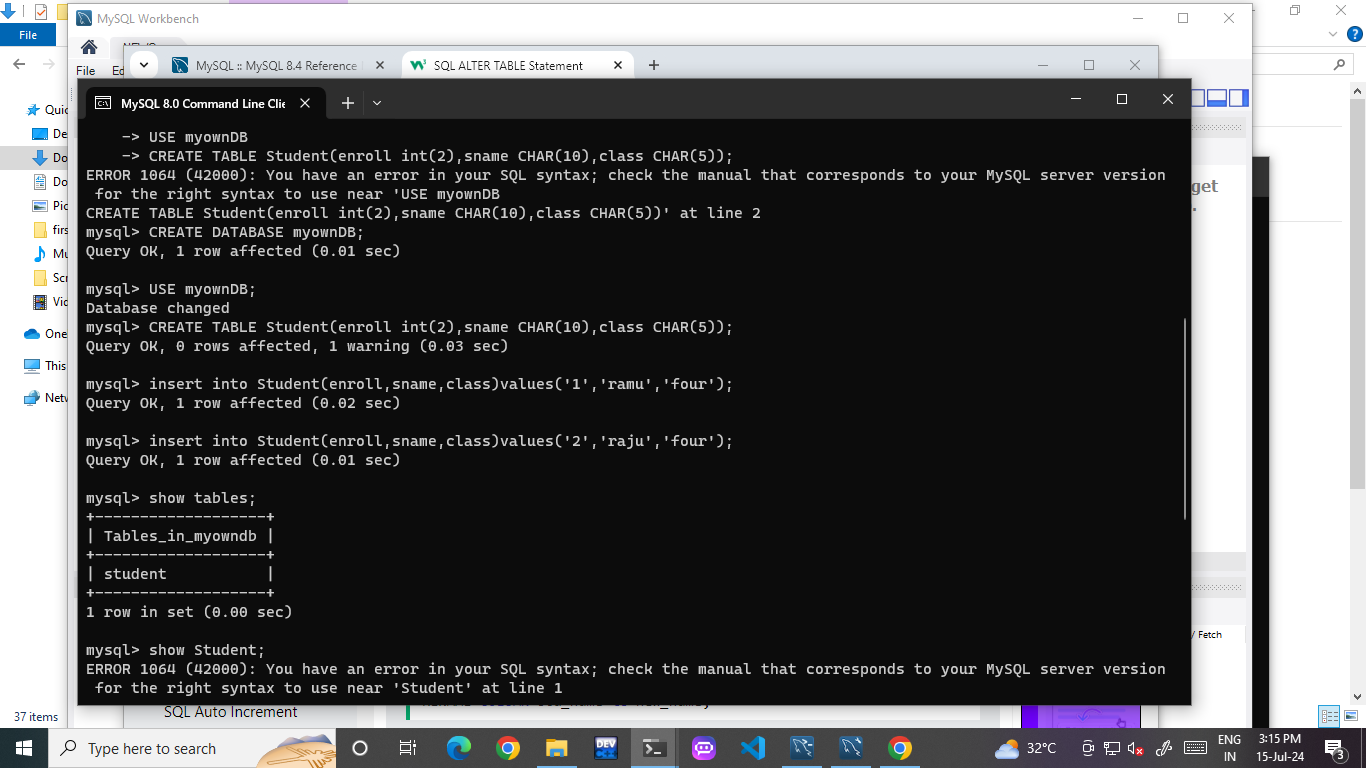 File
MySQL Workbench
File
Ed
MySQL :: MySQL 8.4 Reference
SQL ALTER TABLE Statement
MySQL 8.0 Command Line Clie
-> USE myownDB
-> CREATE TABLE Student(enroll int(2),sname CHAR(10),class CHAR(5));
ERROR 1064 (42000): You have an error in your SQL syntax; check the manual that corresponds to your MySQL server version
for the right syntax to use near 'USE myownDB
CREATE TABLE Student(enroll int(2),sname CHAR(10),class CHAR(5))' at line 2
mysql> CREATE DATABASE myownDB;
Query OK, 1 row affected (0.01 sec)
mysql> USE myownDB;
Database changed
mysql> CREATE TABLE Student(enroll int(2),sname CHAR(10),class CHAR(5));
Query OK, 0 rows affected, 1 warning (0.03 sec)
mysql> insert into Student(enroll,sname,class)values('1','ramu','four');
Query OK, 1 row affected (0.02 sec)
mysql> insert into Student(enroll,sname,class)values('2','raju','four');
Query OK, 1 row affected (0.01 sec)
mysql> show tables;
+-------------------+
| Tables_in_myowndb |
+-------------------+
| student           |
+-------------------+
1 row in set (0.00 sec)
mysql> show Student;
ERROR 1064 (42000): You have an error in your SQL syntax; check the manual that corresponds to your MySQL server version
for the right syntax to use near 'Student' at line 1
Quic
De
Do
Do
Pic
firs
Mu
Scr
Vid
One
This
Netw
get
/ Fetch
37 items
SQL Auto Increment
Type here to search
DEV
32°C
ENG
IN
3:15 PM
15-Jul-24
3